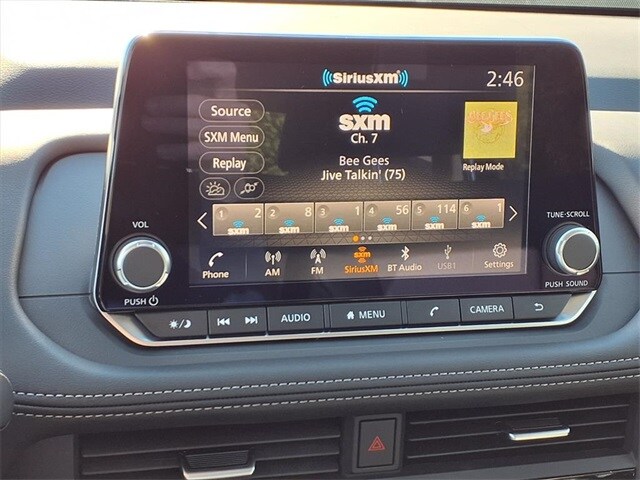 SiriusXM
2:46
Source
sxm
Ch. 7
SXM Menu
Bee Gees
Replay
Jive Talkin' (75)
Replay Mode
1 2 2 8 3 1 4 56 5 114 6 1
sxm sxm sxm sxm sxm sxm
VOL
TUNE·SCROLL
sxm
Phone AM FM SiriusXM BT Audio USB1 Settings
PUSH
PUSH SOUND
AUDIO MENU CAMERA